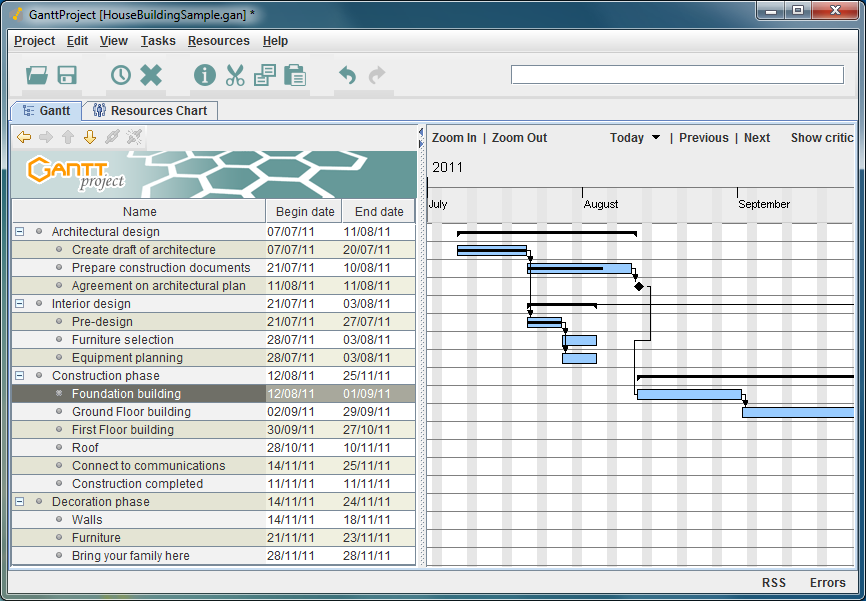 GanttProject [HouseBuildingSample.gan] *
Project Edit View Tasks Resources Help
Gantt Resources Chart
Zoom In | Zoom Out Today | Previous | Next Show critic
GANTT project
2011
July August September
Name Begin date End date
Architectural design 07/07/11 11/08/11
Create draft of architecture 07/07/11 20/07/11
Prepare construction documents 21/07/11 10/08/11
Agreement on architectural plan 11/08/11 11/08/11
Interior design 21/07/11 03/08/11
Pre-design 21/07/11 27/07/11
Furniture selection 28/07/11 03/08/11
Equipment planning 28/07/11 03/08/11
Construction phase 12/08/11 25/11/11
Foundation building 12/08/11 01/09/11
Ground Floor building 02/09/11 29/09/11
First Floor building 30/09/11 27/10/11
Roof 28/10/11 10/11/11
Connect to communications 14/11/11 25/11/11
Construction completed 11/11/11 11/11/11
Decoration phase 14/11/11 24/11/11
Walls 14/11/11 18/11/11
Furniture 21/11/11 23/11/11
Bring your family here 28/11/11 28/11/11
RSS Errors